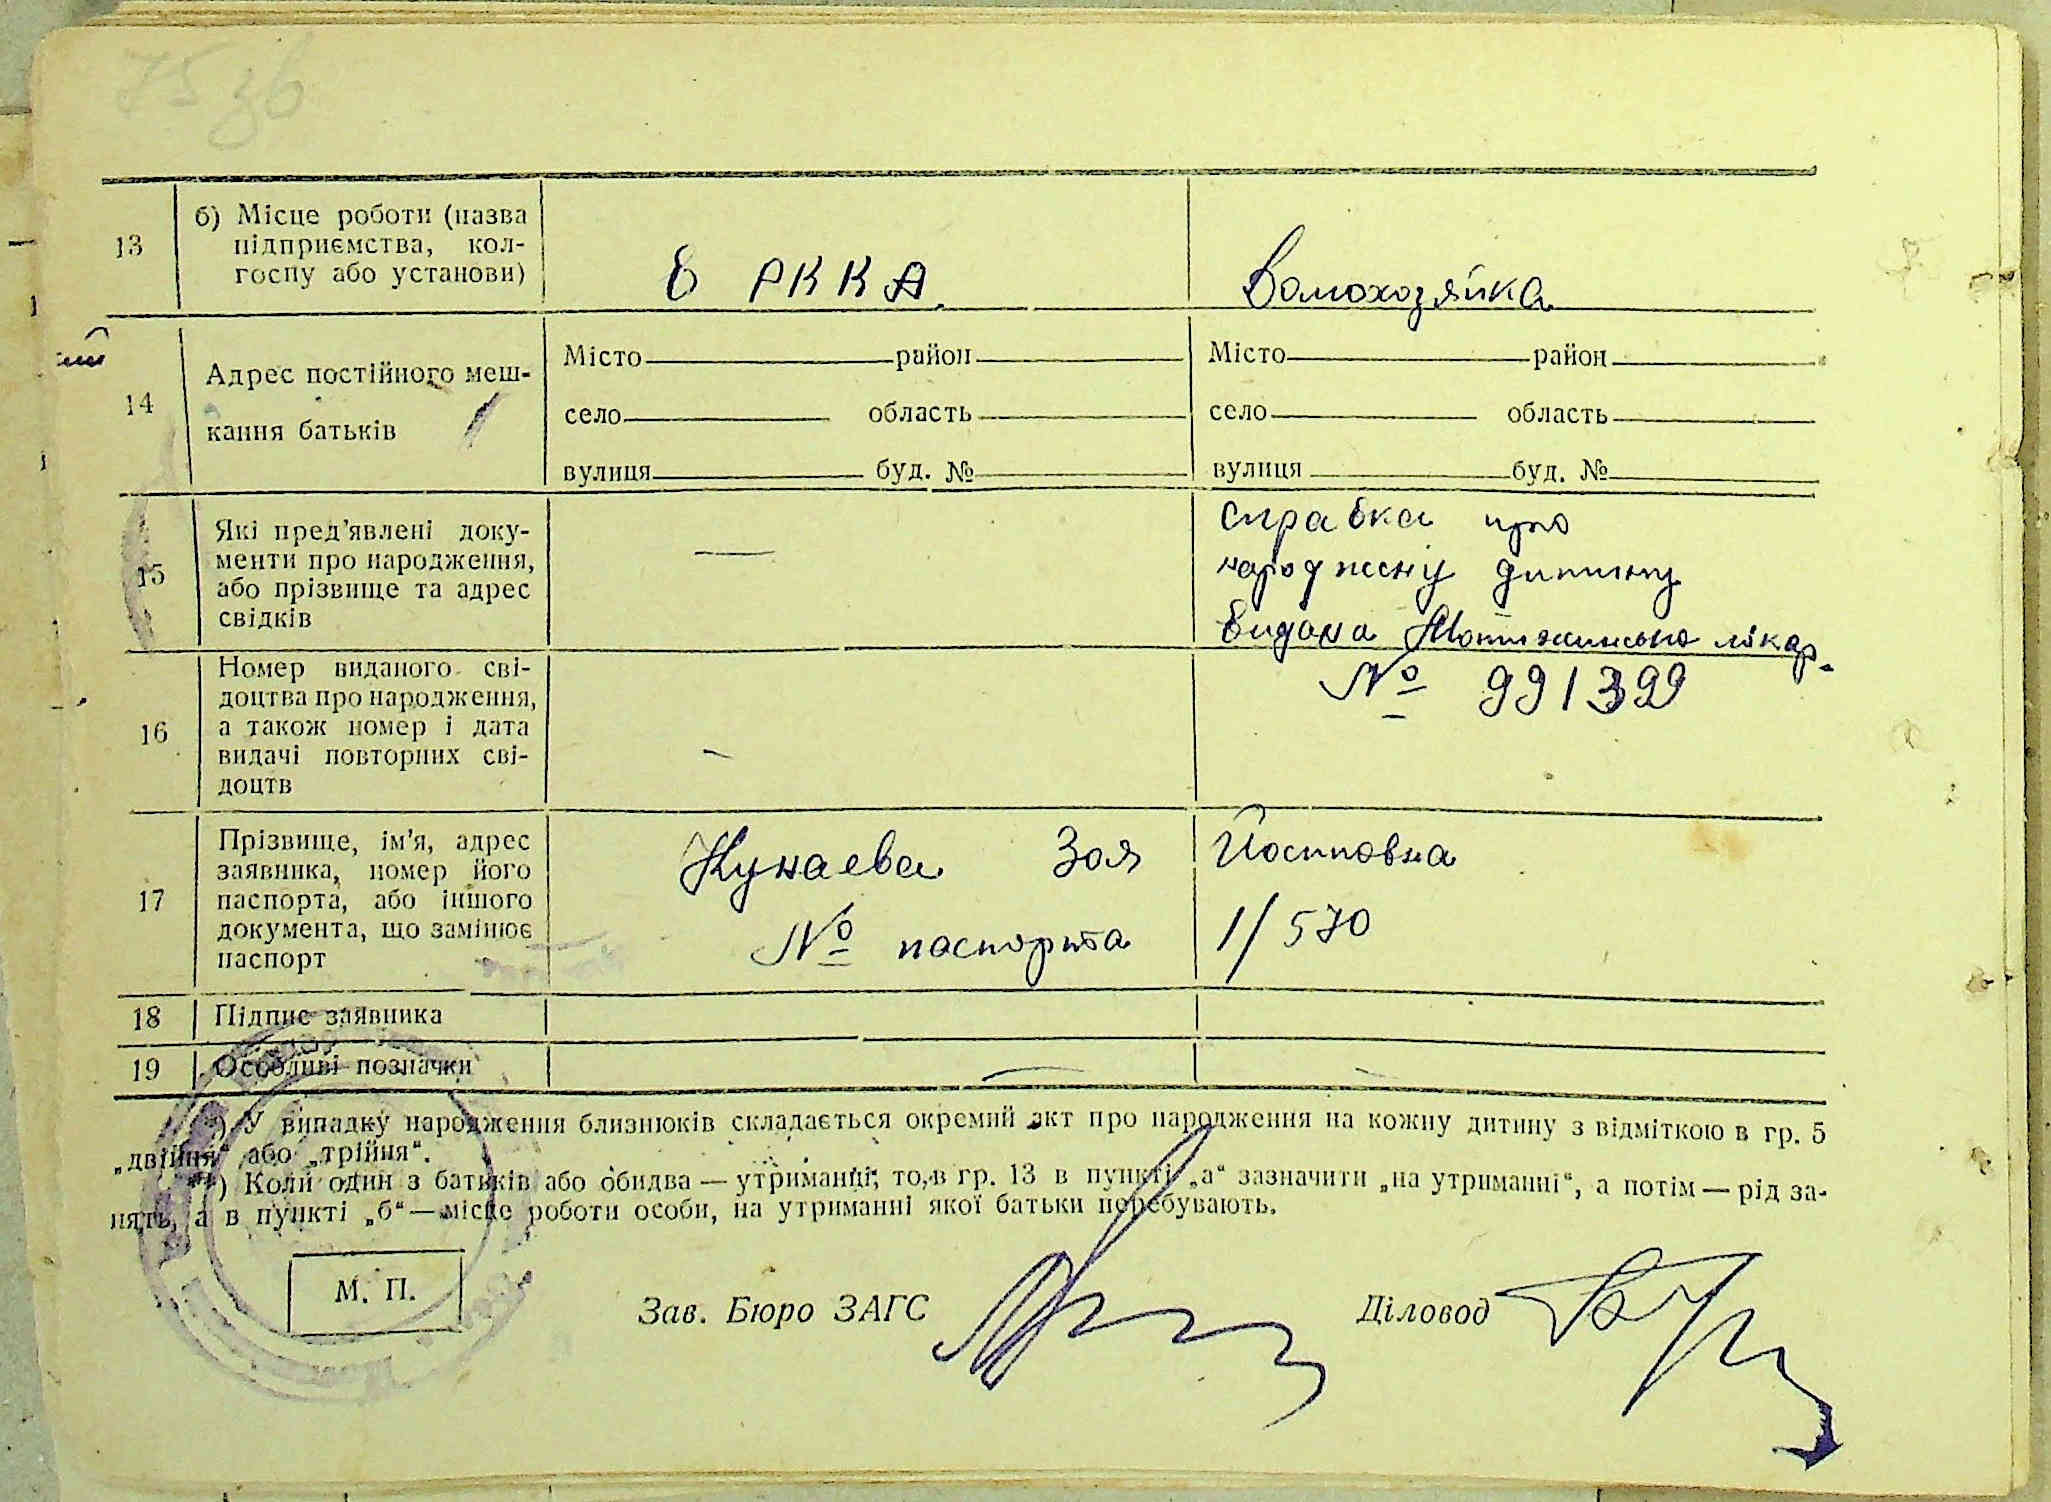 75 зв
13
б) Місце роботи (назва
підприємства, кол-
госпу або установи)
в РККА.
Домохозяйка
14
Адрес постійного меш-
кання батьків
Місто район
село область
вулиця буд. №
Місто район
село область
вулиця буд. №
15
Які пред'явлені доку-
менти про народження,
або прізвище та адрес
свідків
—
справка про
народжену дитину
видана лікар.
16
Номер виданого сві-
доцтва про народження,
а також номер і дата
видачі повторних сві-
доцтв
—
№ 991399
17
Прізвище, ім'я, адрес
заявника, номер його
паспорта, або іншого
документа, що замінює
паспорт
Кунаева Зоя Йосиповна
№ паспорта 1/570
18
Підпис заявника
19
Особливі позначки
—
*) У випадку народження близнюків складається окремий акт про народження на кожну дитину з відміткою в гр. 5
„двійня“ або „трійня“.
**) Коли один з батьків або обидва — утриманці, то в гр. 13 в пункті „а“ зазначити „на утриманні“, а потім — рід за-
нять, а в пункті „б“ — місце роботи особи, на утриманні якої батьки перебувають.
М. П.
Зав. Бюро ЗАГС
Діловод